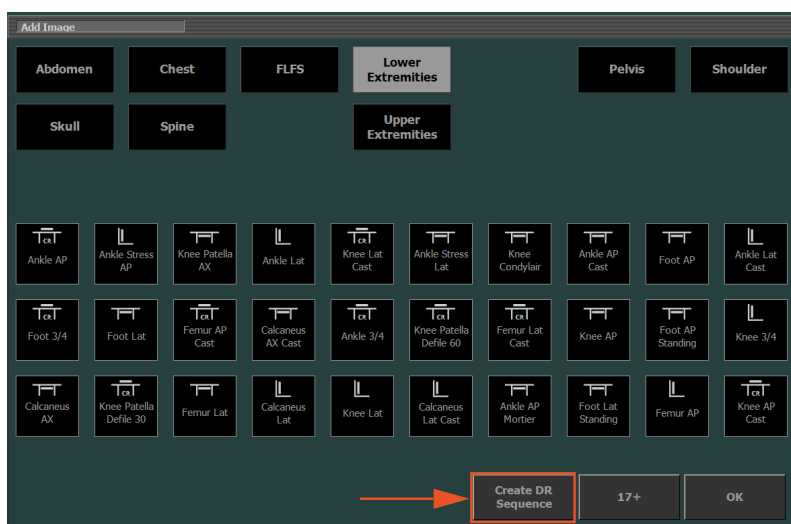 Add Image
Abdomen
Chest
FLFS
Lower
Extremities
Pelvis
Shoulder
Skull
Spine
Upper
Extremities
CR
Ankle AP
Ankle Stress
AP
Knee Patella
AX
Ankle Lat
CR
Knee Lat
Cast
Ankle Stress
Lat
Knee
Condylair
Ankle AP
Cast
Foot AP
Ankle Lat
Cast
CR
Foot 3/4
Foot Lat
CR
Femur AP
Cast
Calcaneus
AX Cast
CR
Ankle 3/4
CR
Knee Patella
Defile 60
CR
Femur Lat
Cast
Knee AP
Foot AP
Standing
Knee 3/4
Calcaneus
AX
CR
Knee Patella
Defile 30
Femur Lat
Calcaneus
Lat
Knee Lat
Calcaneus
Lat Cast
Ankle AP
Mortier
Foot Lat
Standing
Femur AP
CR
Knee AP
Cast
Create DR
Sequence
17+
OK